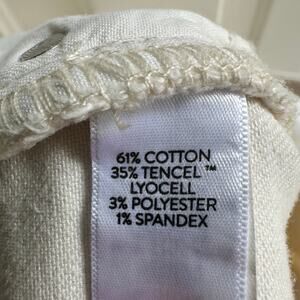 61% COTTON
35% TENCEL™
LYOCELL
3% POLYESTER
1% SPANDEX